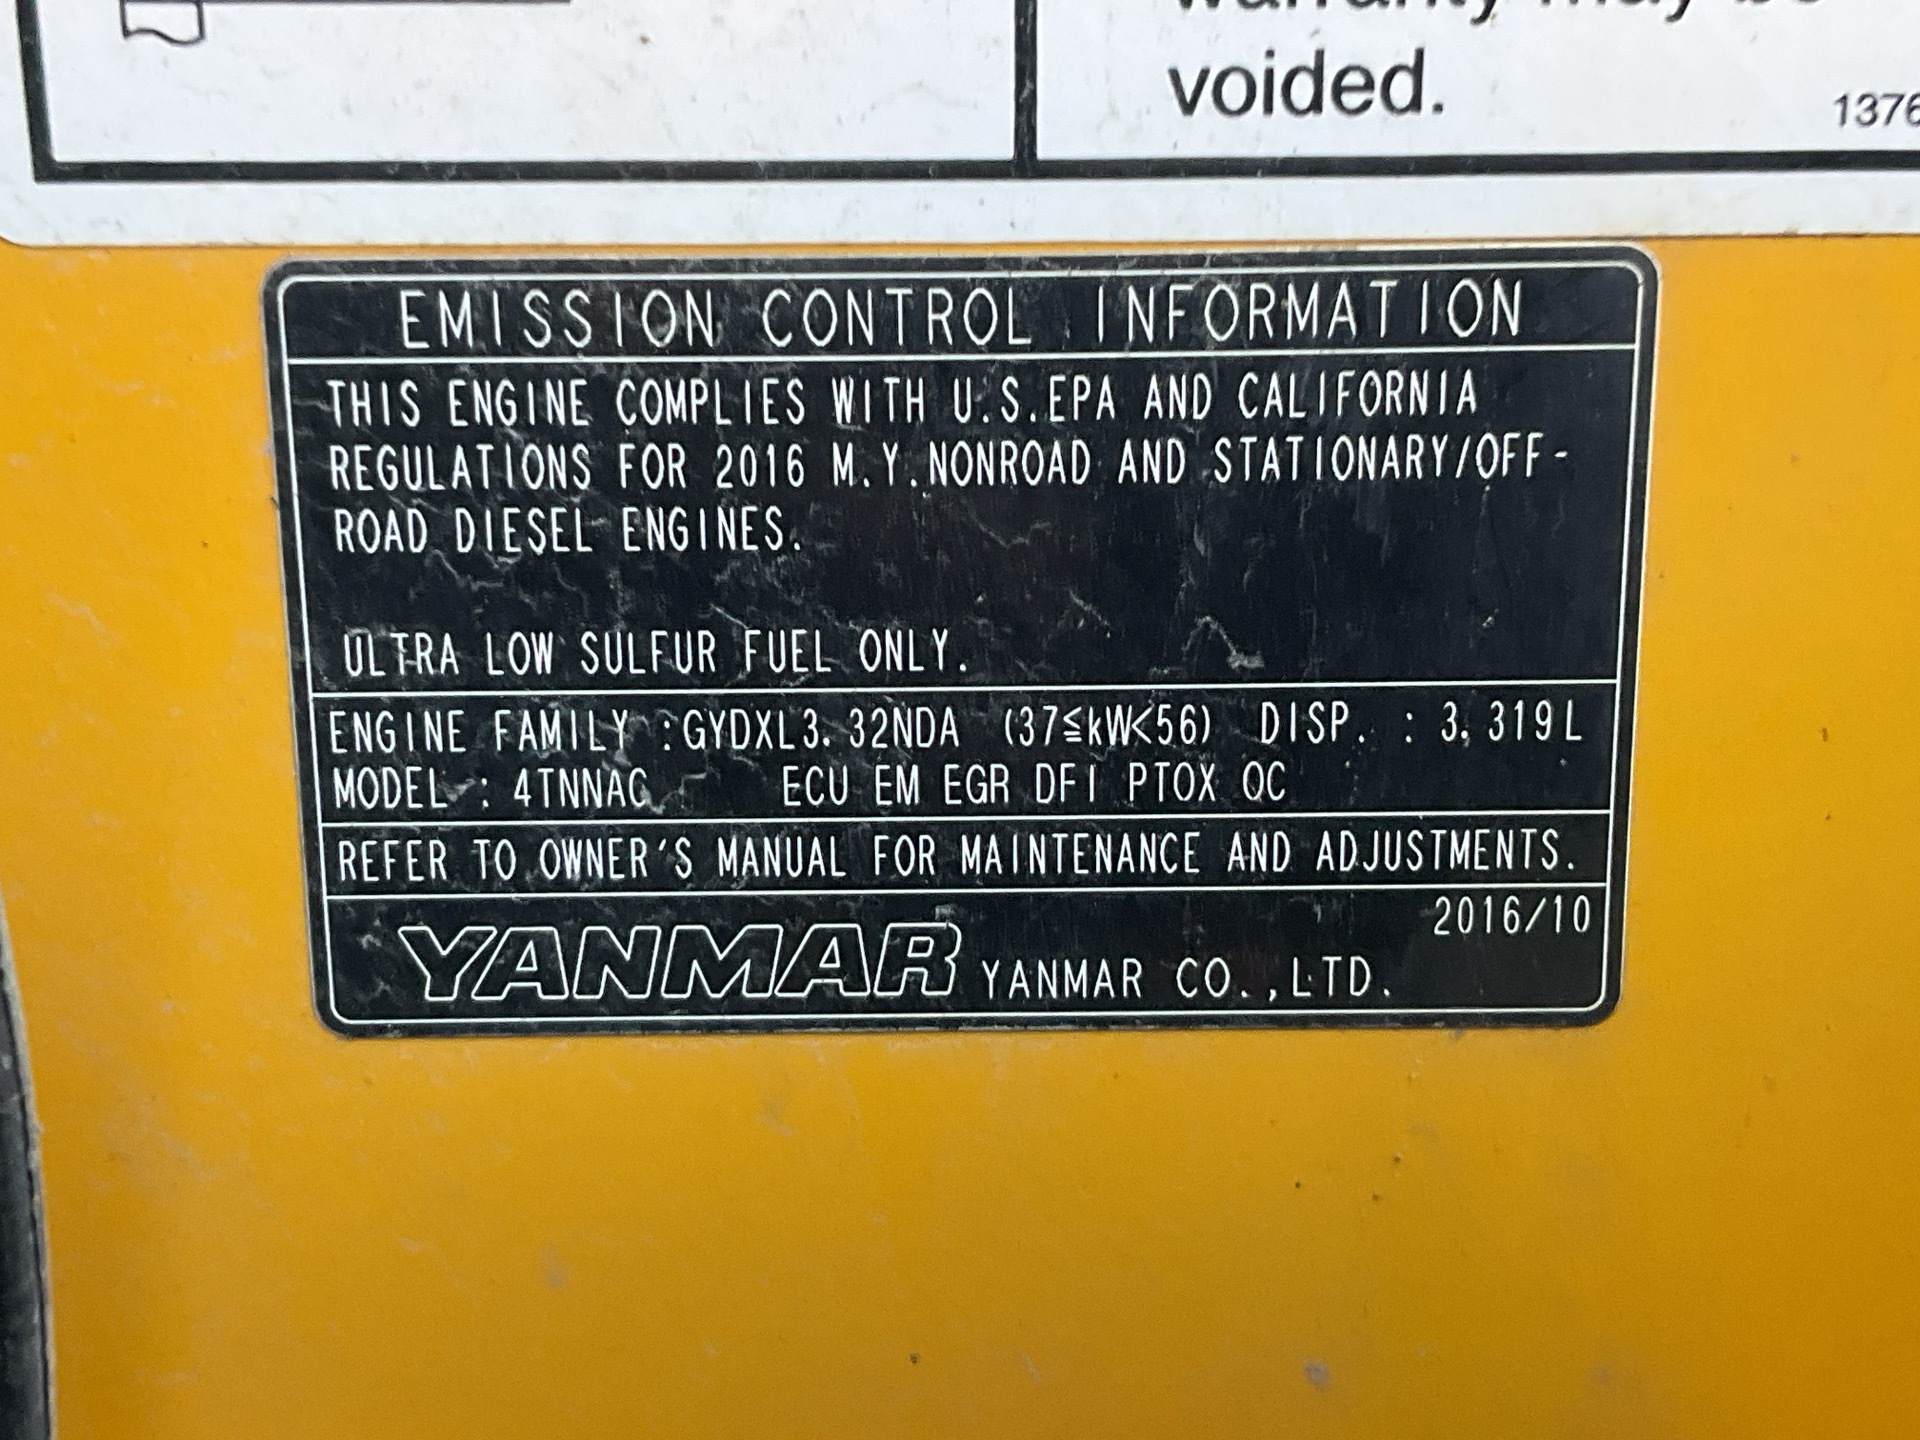 voided.
1376
EMISSION CONTROL INFORMATION
THIS ENGINE COMPLIES WITH U.S.EPA AND CALIFORNIA
REGULATIONS FOR 2016 M.Y.NONROAD AND STATIONARY/OFF-
ROAD DIESEL ENGINES.
ULTRA LOW SULFUR FUEL ONLY.
ENGINE FAMILY :GYDXL3.32NDA (37≦kW<56) DISP. : 3.319L
MODEL : 4TNNAC ECU EM EGR DFI PTOX OC
REFER TO OWNER'S MANUAL FOR MAINTENANCE AND ADJUSTMENTS.
2016/10
YANMAR YANMAR CO.,LTD.